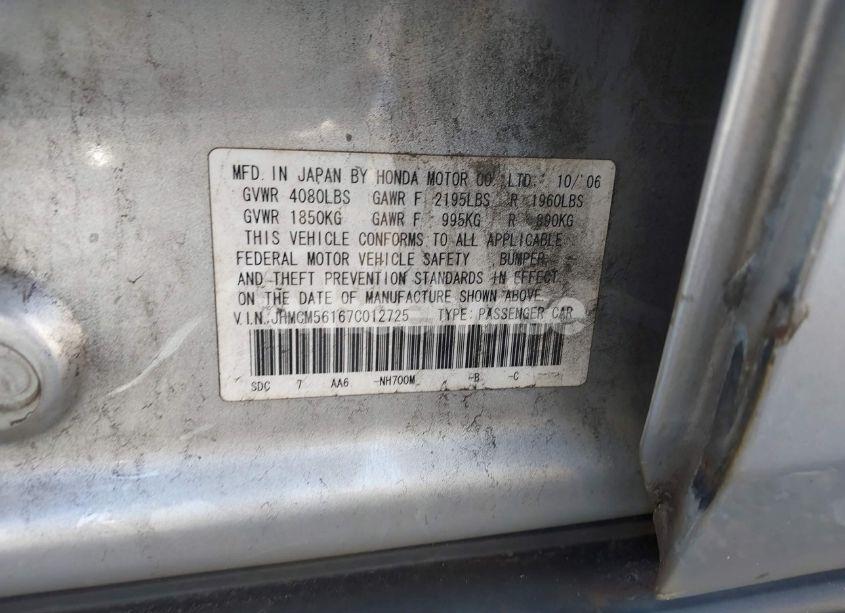 MFD. IN JAPAN BY HONDA MOTOR CO., LTD. 10/'06
GVWR 4080LBS GAWR F 2195LBS R 1960LBS
GVWR 1850KG GAWR F 995KG R 890KG
THIS VEHICLE CONFORMS TO ALL APPLICABLE
FEDERAL MOTOR VEHICLE SAFETY, BUMPER,
AND THEFT PREVENTION STANDARDS IN EFFECT
ON THE DATE OF MANUFACTURE SHOWN ABOVE.
V.I.N. JHMCM56167C012725 TYPE: PASSENGER CAR
SDC 7 AA6 -NH700M -B -C